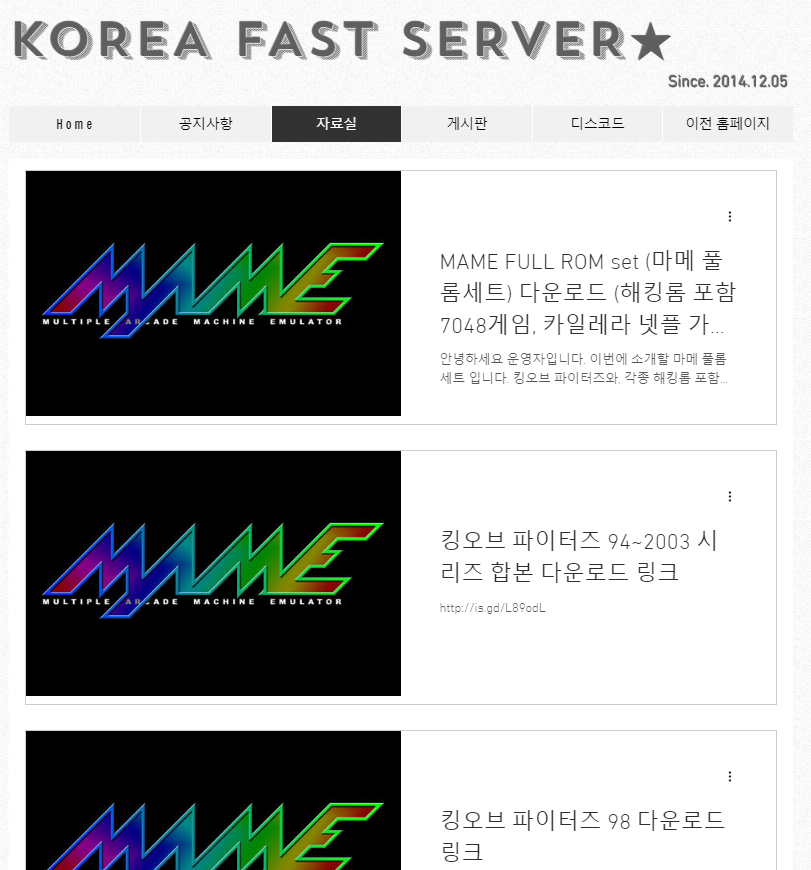 KOREA FAST SERVER★
Since. 2014.12.05
Home 공지사항 자료실 게시판 디스코드 이전 홈페이지
MAME
MULTIPLE ARCADE MACHINE EMULATOR
MAME FULL ROM set (마메 풀
롬세트) 다운로드 (해킹롬 포함
7048게임, 카일레라 넷플 가...
안녕하세요 운영자입니다. 이번에 소개할 마메 풀롬
세트 입니다. 킹오브 파이터즈와, 각종 해킹롬 포함...
MAME
MULTIPLE ARCADE MACHINE EMULATOR
킹오브 파이터즈 94~2003 시
리즈 합본 다운로드 링크
http://is.gd/L89odL
MAME
킹오브 파이터즈 98 다운로드
링크